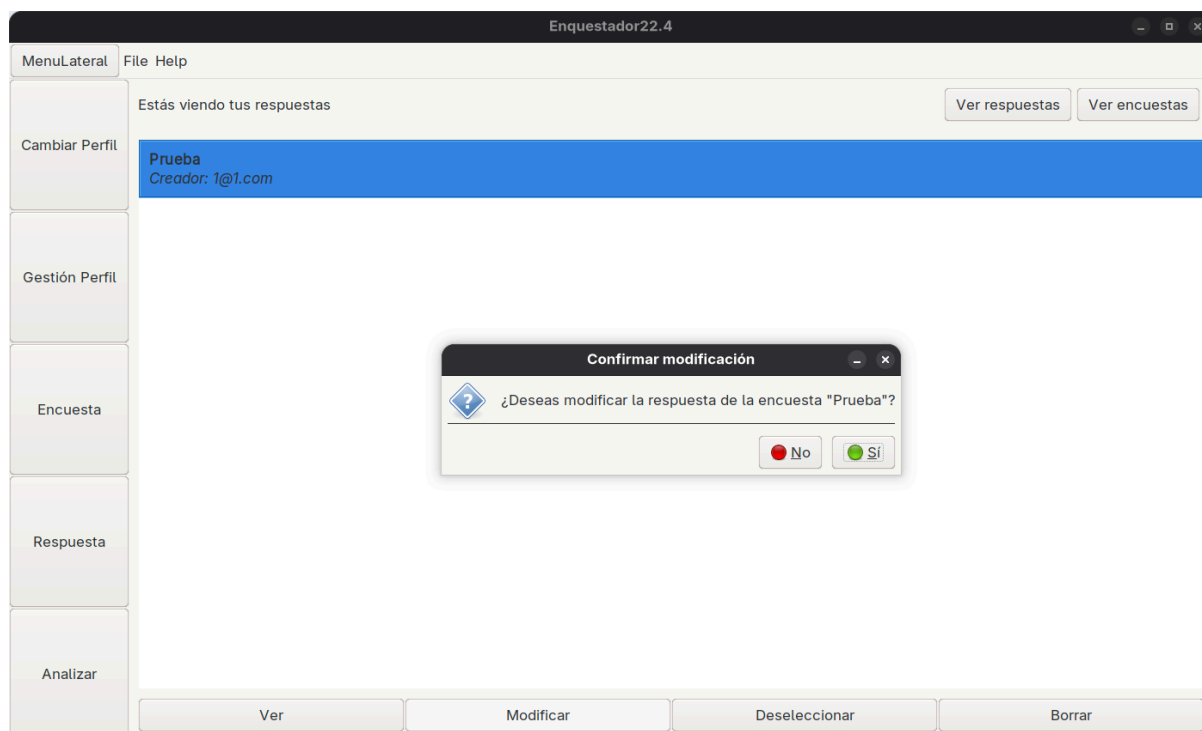 Enquestador22.4
MenuLateral File Help
Estás viendo tus respuestas
Ver respuestas
Ver encuestas
Cambiar Perfil
Prueba
Creador: 1@1.com
Gestión Perfil
Confirmar modificación
¿Deseas modificar la respuesta de la encuesta "Prueba"?
No
Sí
Encuesta
Respuesta
Analizar
Ver
Modificar
Deseleccionar
Borrar